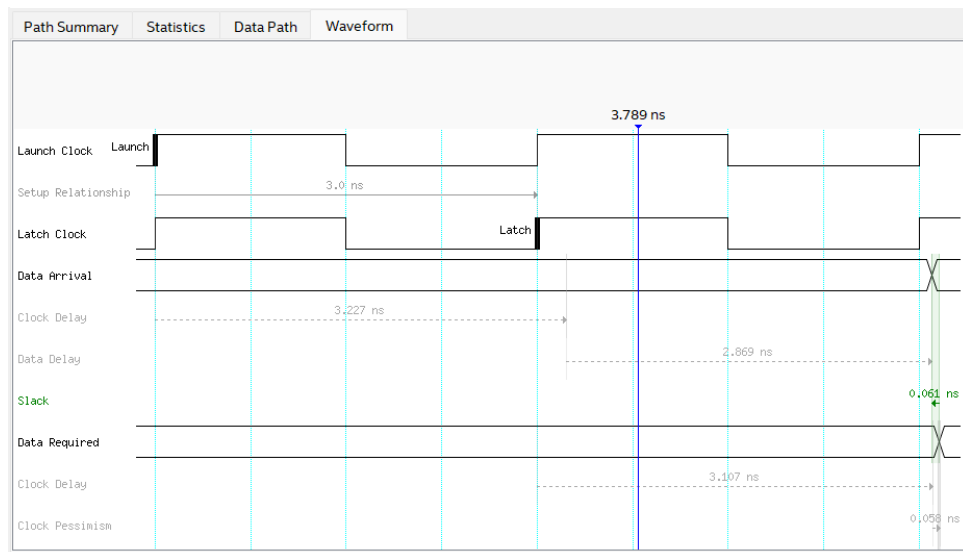 Path Summary Statistics Data Path Waveform
3.789 ns
Launch Clock Launch
Setup Relationship 3.0 ns
Latch Clock Latch
Data Arrival
Clock Delay 3.227 ns
Data Delay 2.869 ns
Slack 0.061 ns
Data Required
Clock Delay 3.107 ns
Clock Pessimism 0.058 ns